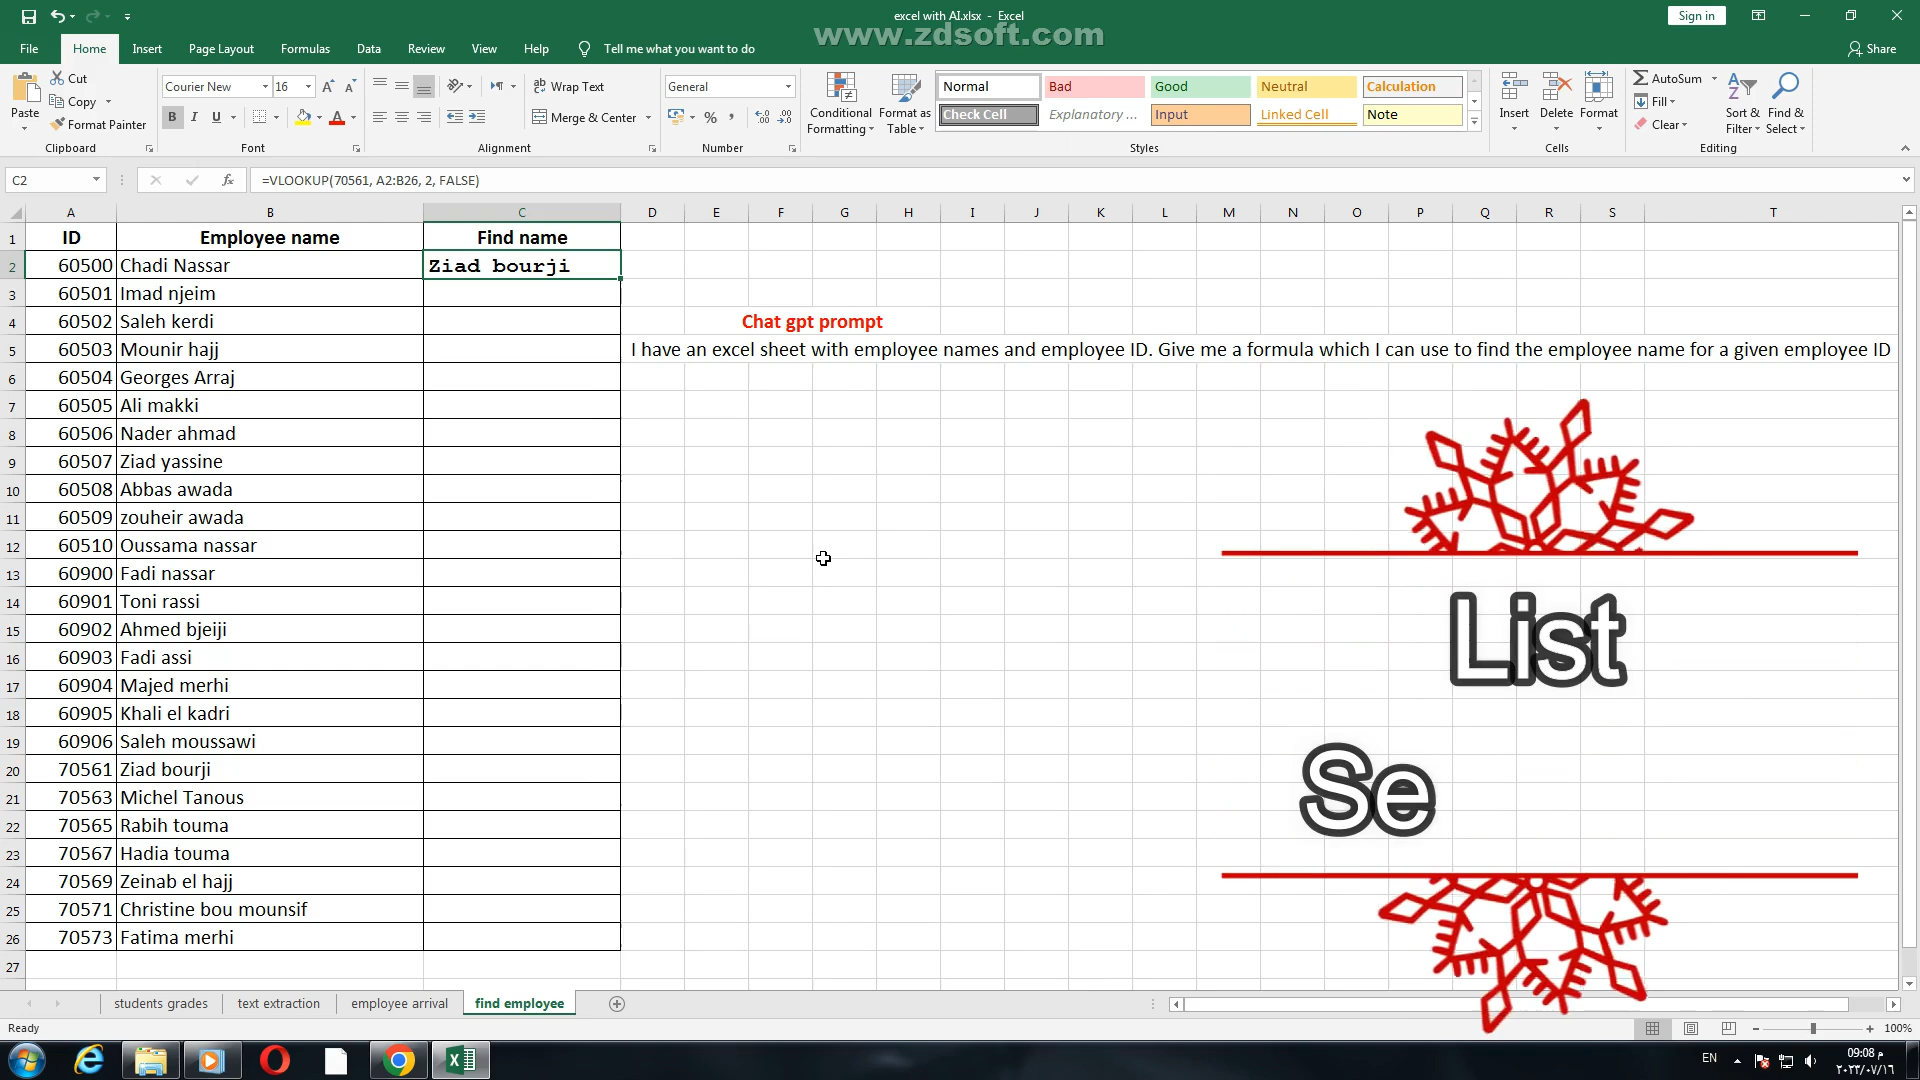 excel with AI.xlsx - Excel
Sign in
www.zdsoft.com
File Home Insert Page Layout Formulas Data Review View Help Tell me what you want to do Share
Paste
Cut
Copy
Format Painter
Clipboard
Courier New 16
B I U
Font
Wrap Text
Merge & Center
Alignment
General
Number
Conditional Formatting
Format as Table
Normal Bad Good Neutral Calculation
Check Cell Explanatory ... Input Linked Cell Note
Styles
Insert Delete Format
Cells
AutoSum
Fill
Clear
Sort & Filter
Find & Select
Editing
C2 fx =VLOOKUP(70561, A2:B26, 2, FALSE)
A B C D E F G H I J K L M N O P Q R S T
1 ID Employee name Find name
2 60500 Chadi Nassar Ziad bourji
3 60501 Imad njeim
4 60502 Saleh kerdi Chat gpt prompt
5 60503 Mounir hajj I have an excel sheet with employee names and employee ID. Give me a formula which I can use to find the employee name for a given employee ID
6 60504 Georges Arraj
7 60505 Ali makki
8 60506 Nader ahmad
9 60507 Ziad yassine
10 60508 Abbas awada
11 60509 zouheir awada
12 60510 Oussama nassar
13 60900 Fadi nassar
14 60901 Toni rassi
15 60902 Ahmed bjeiji
16 60903 Fadi assi
17 60904 Majed merhi
18 60905 Khali el kadri
19 60906 Saleh moussawi
20 70561 Ziad bourji
21 70563 Michel Tanous
22 70565 Rabih touma
23 70567 Hadia touma
24 70569 Zeinab el hajj
25 70571 Christine bou mounsif
26 70573 Fatima merhi
27
List
Se
students grades text extraction employee arrival find employee
Ready
100%
EN
09:08 م
٢٠٢٣/٠٧/١٦